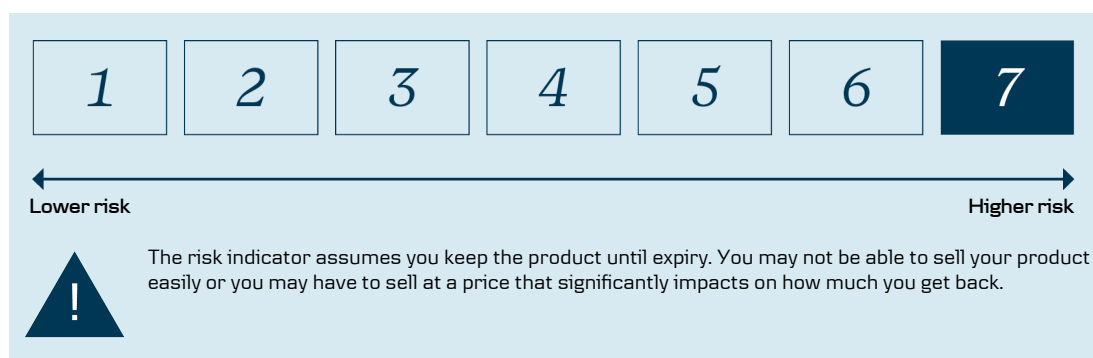 1 2 3 4 5 6 7
Lower risk Higher risk
The risk indicator assumes you keep the product until expiry. You may not be able to sell your product
easily or you may have to sell at a price that significantly impacts on how much you get back.
!